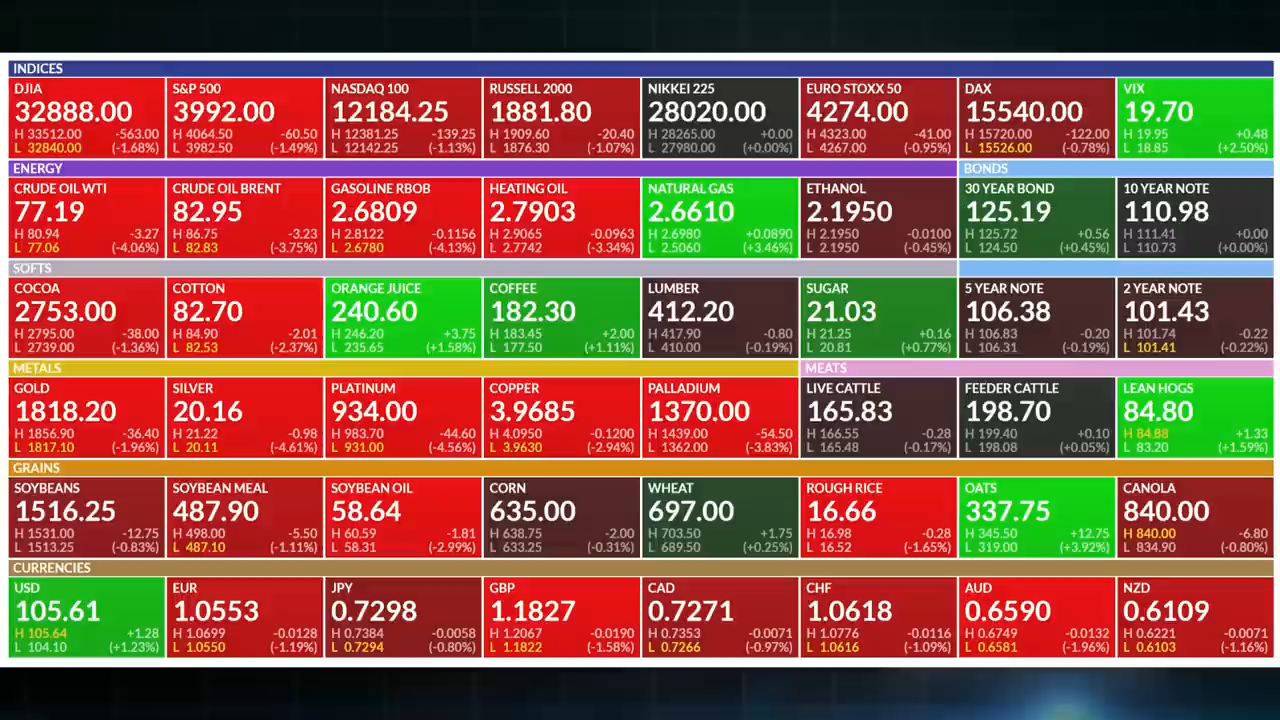 INDICES
DJIA S&P 500 NASDAQ 100 RUSSELL 2000 NIKKEI 225 EURO STOXX 50 DAX VIX
32888.00 3992.00 12184.25 1881.80 28020.00 4274.00 15540.00 19.70
H 33512.00 -563.00 H 4064.50 -60.50 H 12381.25 -139.25 H 1909.60 -20.40 H 28265.00 +0.00 H 4323.00 -41.00 H 15720.00 -122.00 H 19.95 +0.48
L 32840.00 (-1.68%) L 3982.50 (-1.49%) L 12142.25 (-1.13%) L 1876.30 (-1.07%) L 27980.00 (+0.00%) L 4267.00 (-0.95%) L 15526.00 (-0.78%) L 18.85 (+2.50%)
ENERGY BONDS
CRUDE OIL WTI CRUDE OIL BRENT GASOLINE RBOB HEATING OIL NATURAL GAS ETHANOL 30 YEAR BOND 10 YEAR NOTE
77.19 82.95 2.6809 2.7903 2.6610 2.1950 125.19 110.98
H 80.94 -3.27 H 86.75 -3.23 H 2.8122 -0.1156 H 2.9065 -0.0963 H 2.6980 +0.0890 H 2.1950 -0.0100 H 125.72 +0.56 H 111.41 +0.00
L 77.06 (-4.06%) L 82.83 (-3.75%) L 2.6780 (-4.13%) L 2.7742 (-3.34%) L 2.5060 (+3.46%) L 2.1950 (-0.45%) L 124.50 (+0.45%) L 110.73 (+0.00%)
SOFTS
COCOA COTTON ORANGE JUICE COFFEE LUMBER SUGAR 5 YEAR NOTE 2 YEAR NOTE
2753.00 82.70 240.60 182.30 412.20 21.03 106.38 101.43
H 2795.00 -38.00 H 84.90 -2.01 H 246.20 +3.75 H 183.45 +2.00 H 417.90 -0.80 H 21.25 +0.16 H 106.83 -0.20 H 101.74 -0.22
L 2739.00 (-1.36%) L 82.53 (-2.37%) L 235.65 (+1.58%) L 177.50 (+1.11%) L 410.00 (-0.19%) L 20.81 (+0.77%) L 106.31 (-0.19%) L 101.41 (-0.22%)
METALS MEATS
GOLD SILVER PLATINUM COPPER PALLADIUM LIVE CATTLE FEEDER CATTLE LEAN HOGS
1818.20 20.16 934.00 3.9685 1370.00 165.83 198.70 84.80
H 1856.90 -36.40 H 21.22 -0.98 H 983.70 -44.60 H 4.0950 -0.1200 H 1439.00 -54.50 H 166.55 -0.28 H 199.40 +0.10 H 84.88 +1.33
L 1817.10 (-1.96%) L 20.11 (-4.61%) L 931.00 (-4.56%) L 3.9630 (-2.94%) L 1362.00 (-3.83%) L 165.48 (-0.17%) L 198.08 (+0.05%) L 83.20 (+1.59%)
GRAINS
SOYBEANS SOYBEAN MEAL SOYBEAN OIL CORN WHEAT ROUGH RICE OATS CANOLA
1516.25 487.90 58.64 635.00 697.00 16.66 337.75 840.00
H 1531.00 -12.75 H 498.00 -5.50 H 60.59 -1.81 H 638.75 -2.00 H 703.50 +1.75 H 16.98 -0.28 H 345.50 +12.75 H 840.00 -6.80
L 1513.25 (-0.83%) L 487.10 (-1.11%) L 58.31 (-2.99%) L 633.25 (-0.31%) L 689.50 (+0.25%) L 16.52 (-1.65%) L 319.00 (+3.92%) L 834.90 (-0.80%)
CURRENCIES
USD EUR JPY GBP CAD CHF AUD NZD
105.61 1.0553 0.7298 1.1827 0.7271 1.0618 0.6590 0.6109
H 105.64 +1.28 H 1.0699 -0.0128 H 0.7384 -0.0058 H 1.2067 -0.0190 H 0.7353 -0.0071 H 1.0776 -0.0116 H 0.6749 -0.0132 H 0.6221 -0.0071
L 104.10 (+1.23%) L 1.0550 (-1.19%) L 0.7294 (-0.80%) L 1.1822 (-1.58%) L 0.7266 (-0.97%) L 1.0616 (-1.09%) L 0.6581 (-1.96%) L 0.6103 (-1.16%)